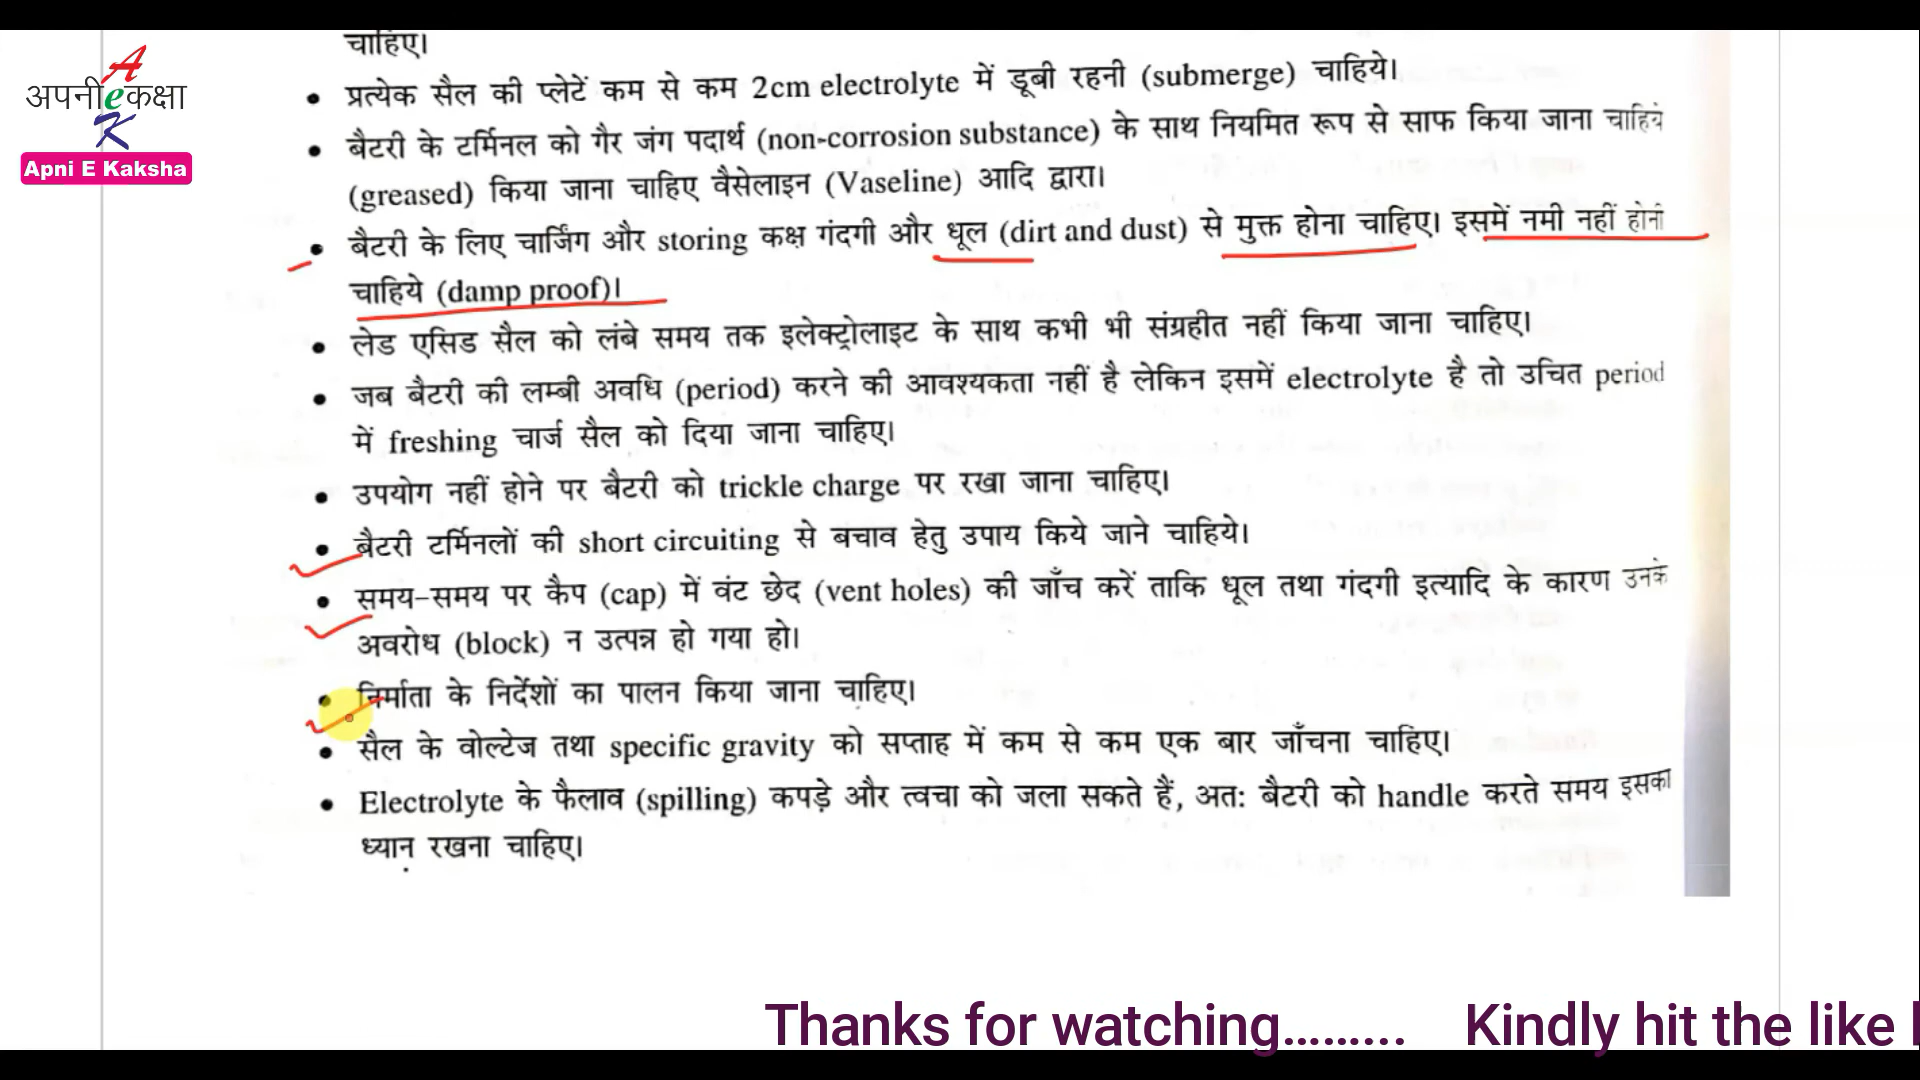 अपनी e कक्षा
A
K
Apni E Kaksha
चाहिए।
• प्रत्येक सैल की प्लेटें कम से कम 2cm electrolyte में डूबी रहनी (submerge) चाहिये।
• बैटरी के टर्मिनल को गैर जंग पदार्थ (non-corrosion substance) के साथ नियमित रूप से साफ किया जाना चाहिये
(greased) किया जाना चाहिए वैसेलाइन (Vaseline) आदि द्वारा।
• बैटरी के लिए चार्जिंग और storing कक्ष गंदगी और धूल (dirt and dust) से मुक्त होना चाहिए। इसमें नमी नहीं होनी
चाहिये (damp proof)।
• लेड एसिड सैल को लंबे समय तक इलेक्ट्रोलाइट के साथ कभी भी संग्रहीत नहीं किया जाना चाहिए।
• जब बैटरी की लम्बी अवधि (period) करने की आवश्यकता नहीं है लेकिन इसमें electrolyte है तो उचित period
में freshing चार्ज सैल को दिया जाना चाहिए।
• उपयोग नहीं होने पर बैटरी को trickle charge पर रखा जाना चाहिए।
• बैटरी टर्मिनलों की short circuiting से बचाव हेतु उपाय किये जाने चाहिये।
• समय-समय पर कैप (cap) में वंट छेद (vent holes) की जाँच करें ताकि धूल तथा गंदगी इत्यादि के कारण उनके
अवरोध (block) न उत्पन्न हो गया हो।
• निर्माता के निर्देशों का पालन किया जाना चाहिए।
• सैल के वोल्टेज तथा specific gravity को सप्ताह में कम से कम एक बार जाँचना चाहिए।
• Electrolyte के फैलाव (spilling) कपड़े और त्वचा को जला सकते हैं, अत: बैटरी को handle करते समय इसका
ध्यान रखना चाहिए।
Thanks for watching......... Kindly hit the like